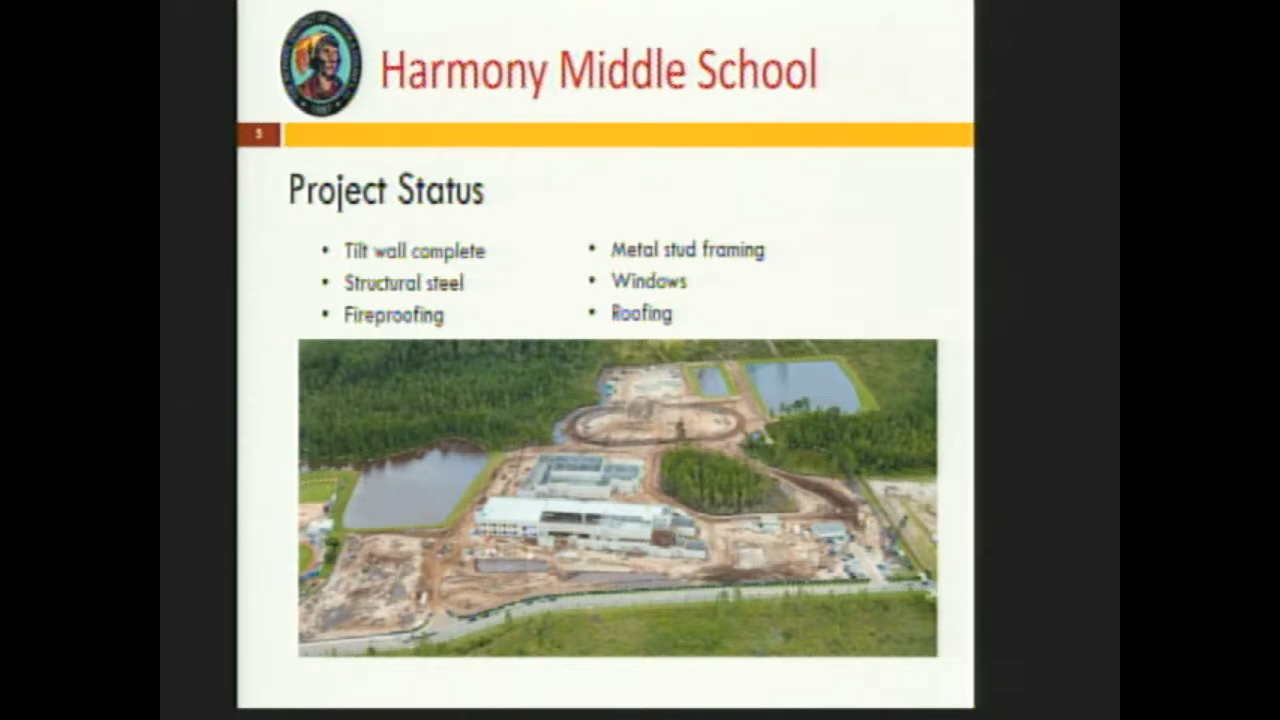 Harmony Middle School
5
Project Status
• Tilt wall complete
• Structural steel
• Fireproofing
• Metal stud framing
• Windows
• Roofing